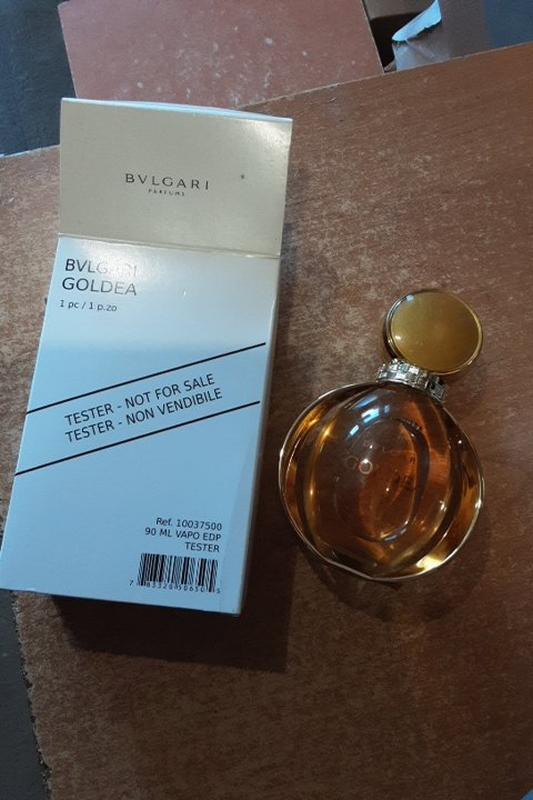 BVLGARI
PARFUMS
BVLGARI
GOLDEA
1 pc / 1 p.zo
TESTER - NOT FOR SALE
TESTER - NON VENDIBILE
Ref. 10037500
90 ML VAPO EDP
TESTER